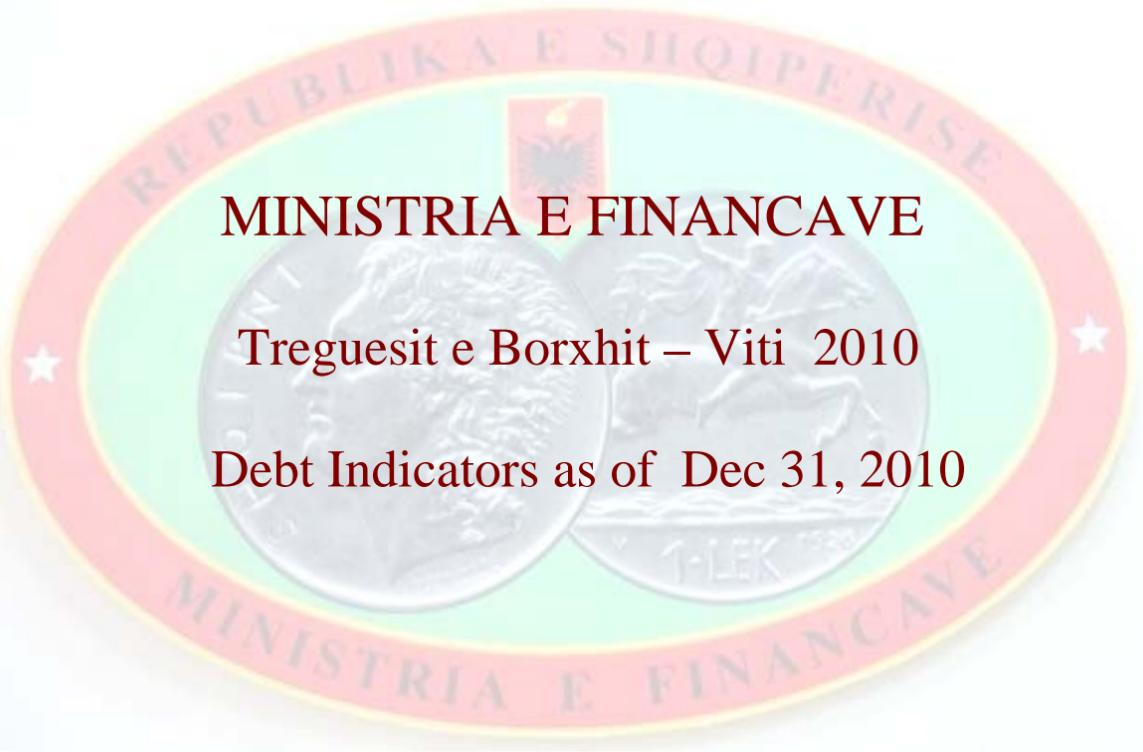 REPUBLIKA E SHQIPERISE
MINISTRIA E FINANCAVE
Treguesit e Borxhit – Viti 2010
Debt Indicators as of Dec 31, 2010
1·LEK
MINISTRIA E FINANCAVE